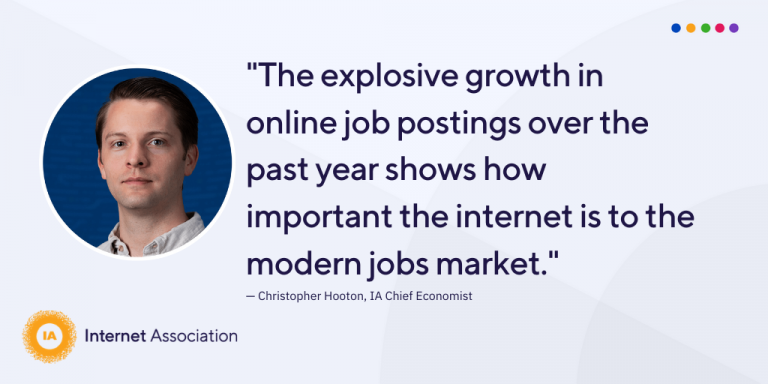 "The explosive growth in
online job postings over the
past year shows how
important the internet is to the
modern jobs market."
— Christopher Hooton, IA Chief Economist
IA
Internet Association